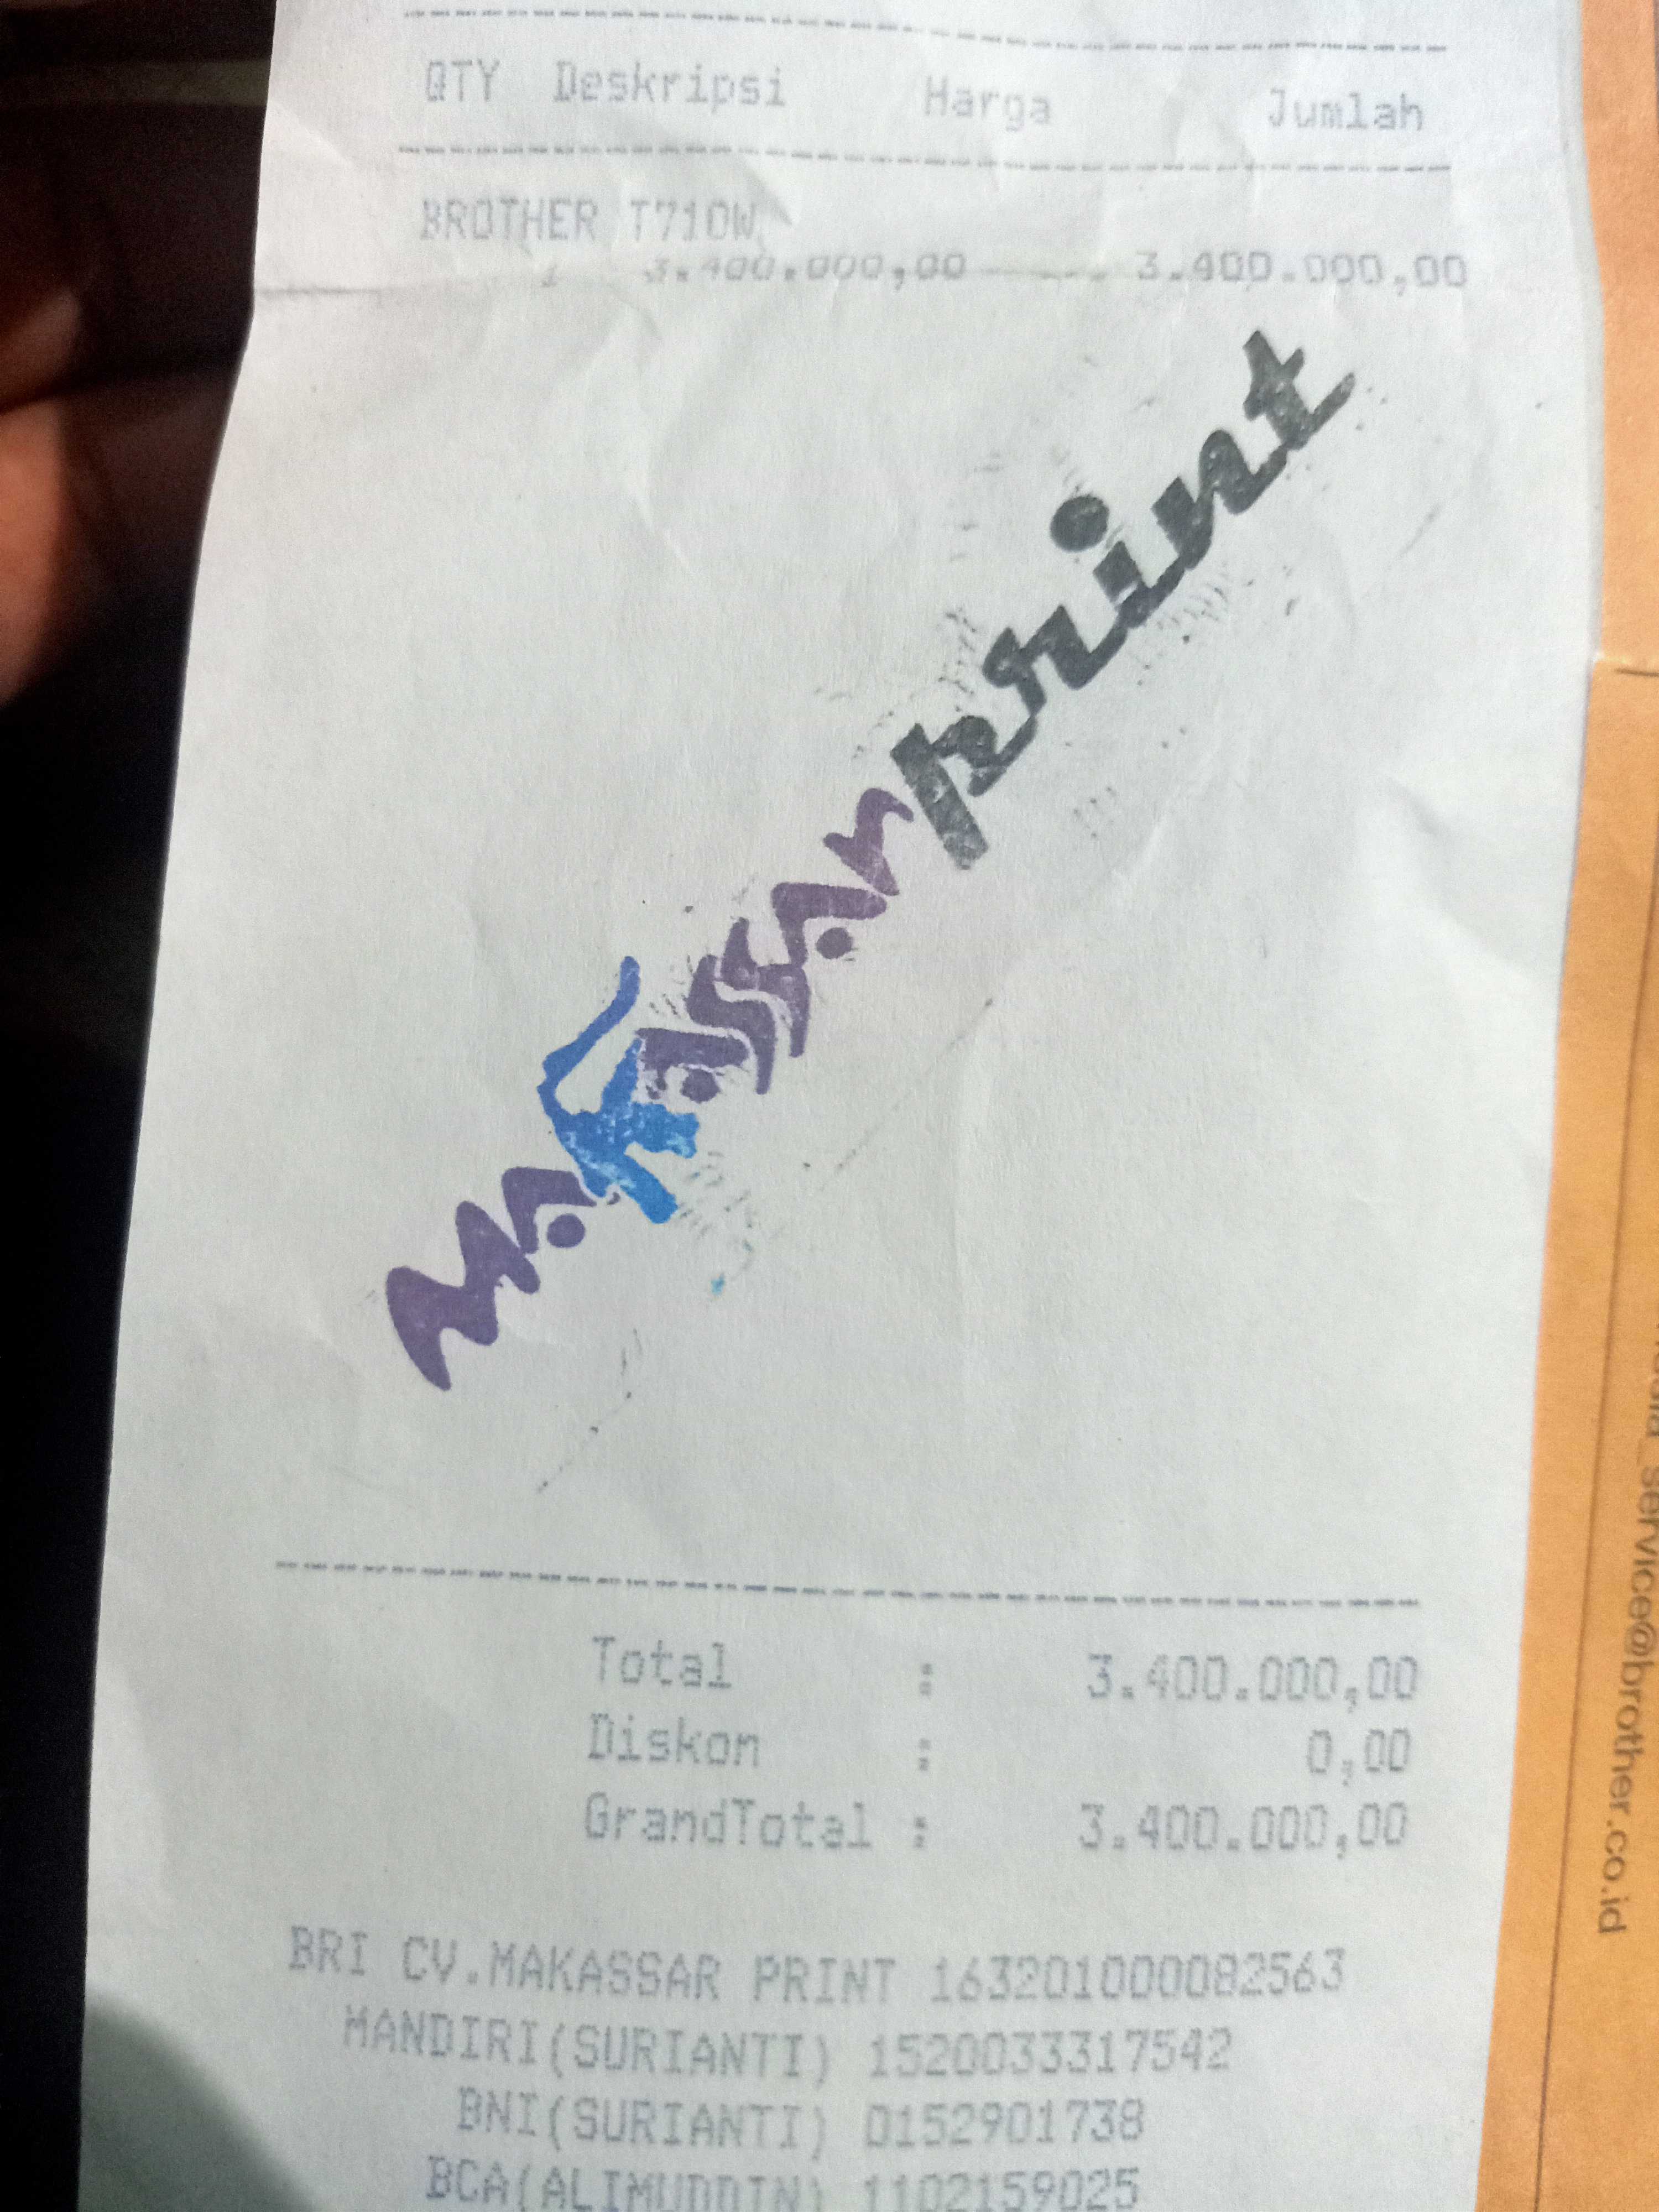 QTY Deskripsi Harga Jumlah
BROTHER T710W
1 3.400.000,00 3.400.000,00
Makassar print
Total : 3.400.000,00
Diskon : 0,00
GrandTotal : 3.400.000,00
BRI CV.MAKASSAR PRINT 163201000082563
MANDIRI(SURIANTI) 1520033317542
BNI(SURIANTI) 0152901738
BCA(ALIMUDDIN) 1102159025
service@brother.co.id